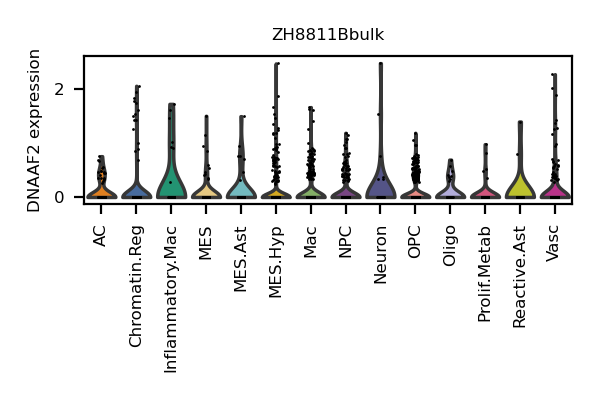 ZH8811Bbulk
DNAAF2 expression
2
0
AC
Chromatin.Reg
Inflammatory.Mac
MES
MES.Ast
MES.Hyp
Mac
NPC
Neuron
OPC
Oligo
Prolif.Metab
Reactive.Ast
Vasc